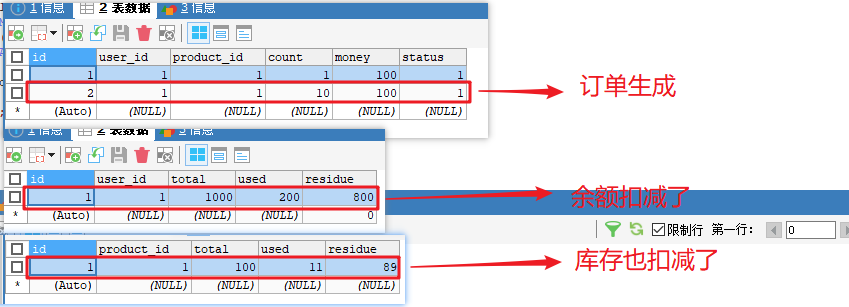 1 信息 2 表数据 3 信息
id user_id product_id count money status
1 1 1 1 100 1
2 1 1 10 100 1
* (Auto) (NULL) (NULL) (NULL) (NULL) (NULL)
订单生成
1 信息 2 表数据 3 信息
id user_id total used residue
1 1 1000 200 800
* (Auto) (NULL) (NULL) (NULL) 0
余额扣减了
限制行 第一行: 0
id product_id total used residue
1 1 100 11 89
* (Auto) (NULL) (NULL) (NULL) (NULL)
库存也扣减了